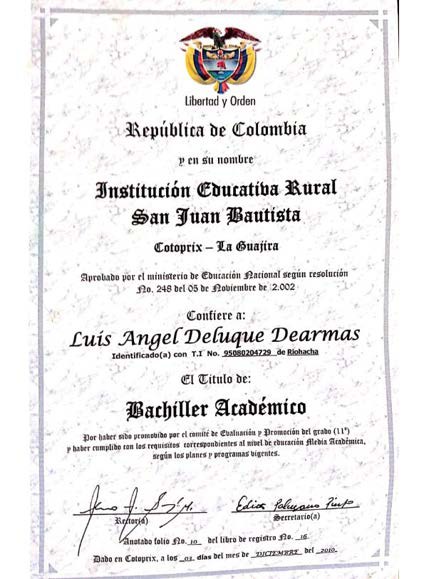 Libertad y Orden
República de Colombia
y en su nombre
Institución Educativa Rural
San Juan Bautista
Cotoprix – La Guajira
Aprobado por el ministerio de Educación Nacional según resolución
No. 248 del 05 de Noviembre de 2.002
Confiere a:
Luís Angel Deluque Dearmas
Identificado(a) con T.I No. 95080204729 de Riohacha
El Titulo de:
Bachiller Académico
Por haber sido promovido por el comité de Evaluación y Promoción del grado (11°)
y haber cumplido con los requisitos correspondientes al nivel de educación Media Académica,
según los planes y programas vigentes.
Rector(a)
Secretario(a)
Anotado folio No. 10 del libro de registro No. 16
Dado en Cotoprix, a los 03 días del mes de DICIEMBRE del 2010.